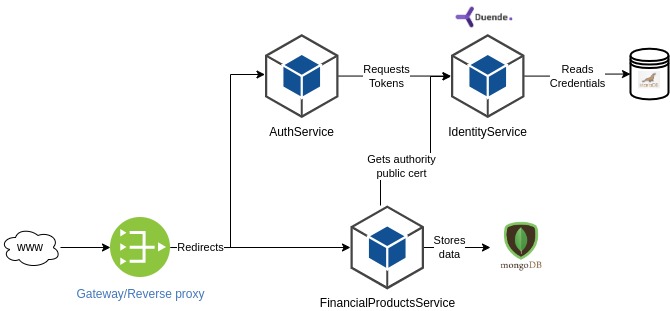 Duende
Requests
Tokens
Reads
Credentials
MariaDB
AuthService
IdentityService
Gets authority
public cert
www
Redirects
Stores
data
mongoDB
Gateway/Reverse proxy
FinancialProductsService